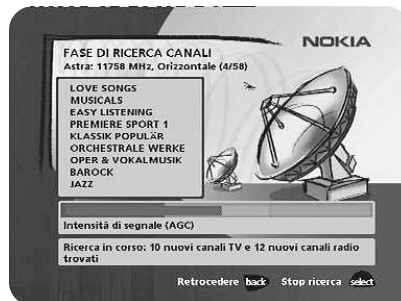 NOKIA
FASE DI RICERCA CANALI
Astra: 11758 MHz, Orizzontale (4/58)
LOVE SONGS
MUSICALS
EASY LISTENING
PREMIERE SPORT 1
KLASSIK POPULÄR
ORCHESTRALE WERKE
OPER & VOKALMUSIK
BAROCK
JAZZ
Intensitá di segnale (AGC)
Ricerca in corso: 10 nuovi canali TV e 12 nuovi canali radio
trovati
Retrocedere back Stop ricerca select